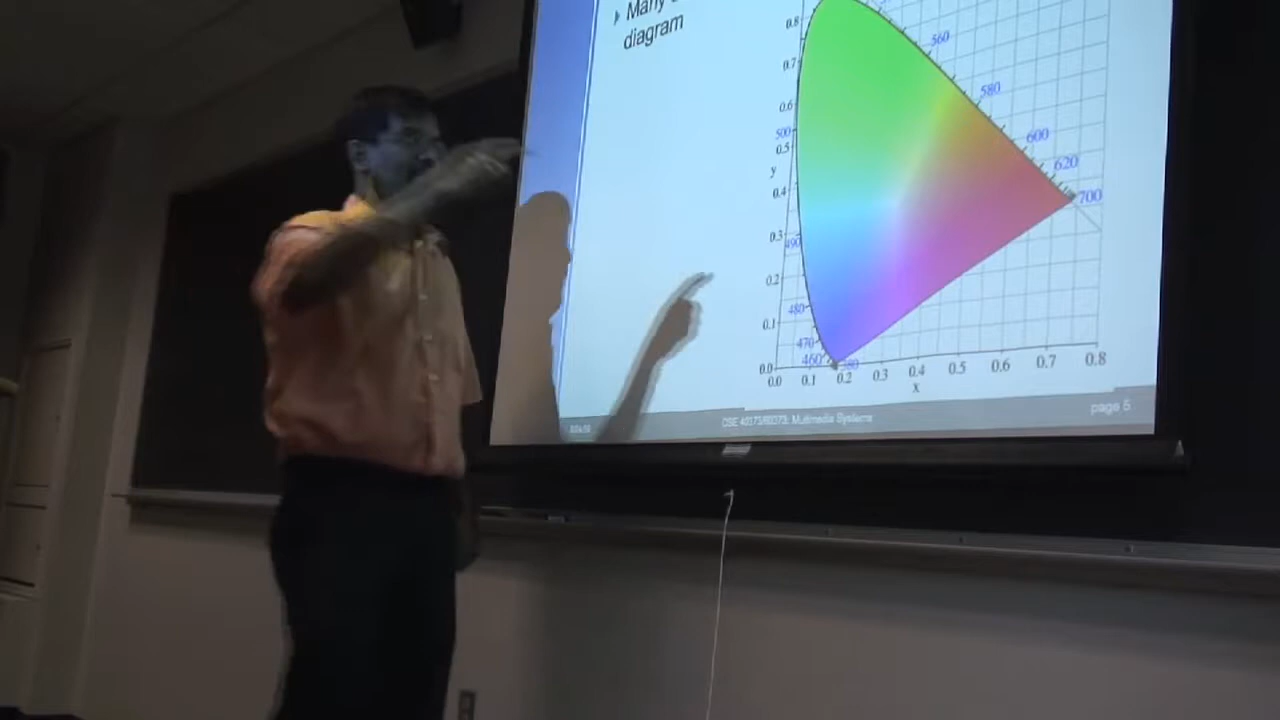 Many
diagram
0.8
560
0.7
580
0.6
500
600
0.5
y
620
0.4
700
0.3
490
0.2
480
0.1
470
460
380
0.0
0.0 0.1 0.2 0.3 0.4 0.5 0.6 0.7 0.8
x
CSE 40373/60373: Multimedia Systems
page 5